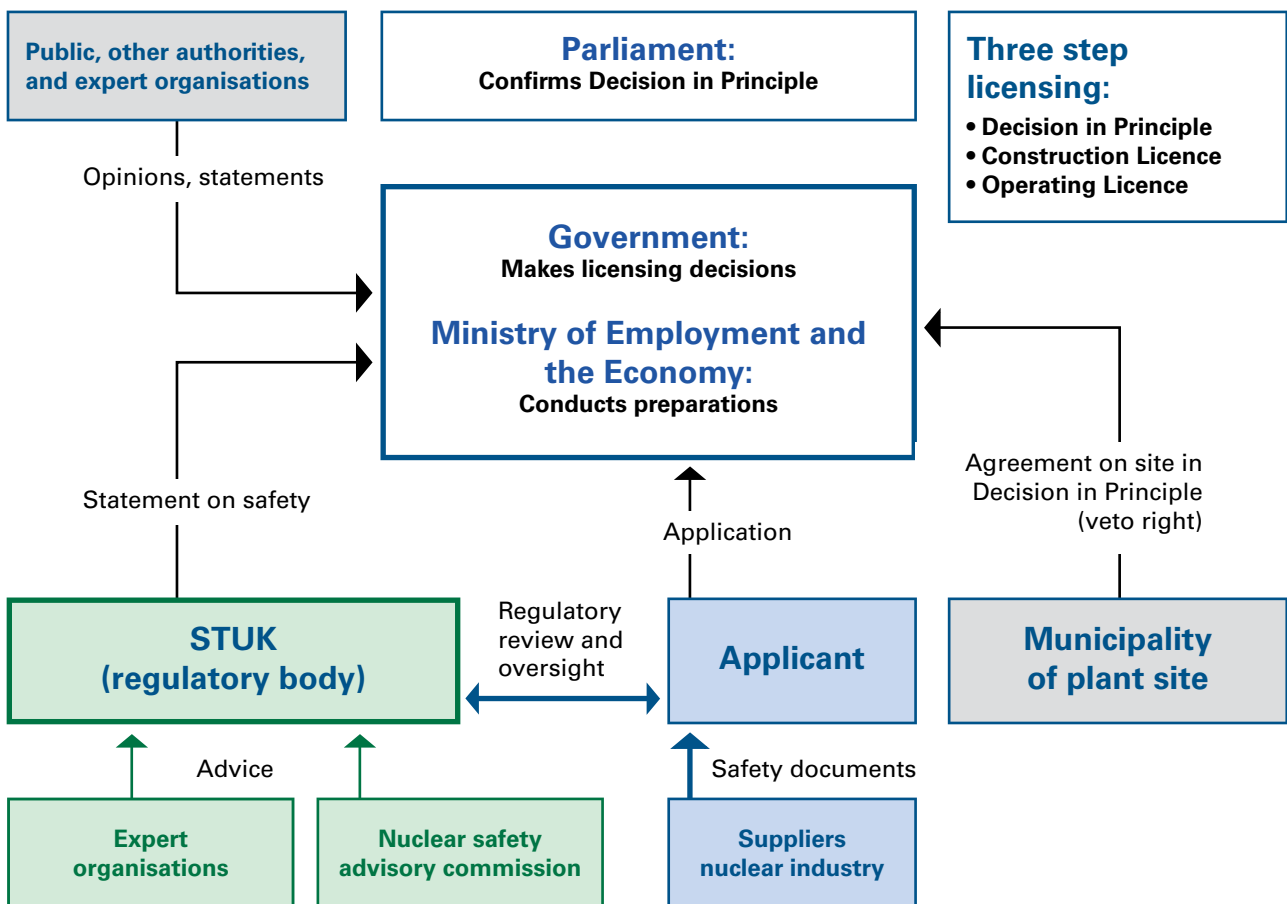 Public, other authorities,
and expert organisations
Parliament:
Confirms Decision in Principle
Three step
licensing:
• Decision in Principle
• Construction Licence
• Operating Licence
Opinions, statements
Government:
Makes licensing decisions
Ministry of Employment and
the Economy:
Conducts preparations
Statement on safety
Application
Agreement on site in
Decision in Principle
(veto right)
STUK
(regulatory body)
Regulatory
review and
oversight
Applicant
Municipality
of plant site
Advice
Safety documents
Expert
organisations
Nuclear safety
advisory commission
Suppliers
nuclear industry